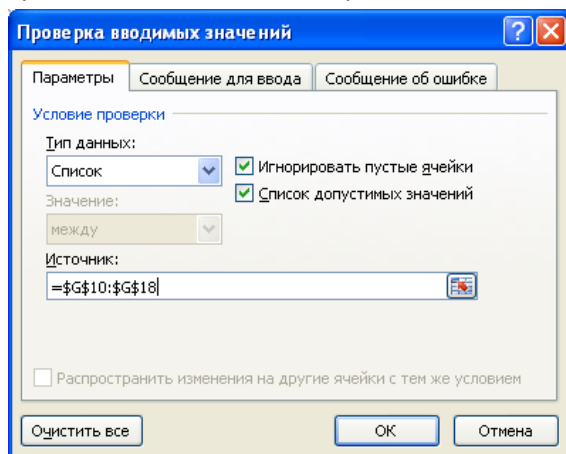 Проверка вводимых значений
Параметры Сообщение для ввода Сообщение об ошибке
Условие проверки
Тип данных:
Список Игнорировать пустые ячейки
Значение: Список допустимых значений
между
Источник:
=$G$10:$G$18
Распространить изменения на другие ячейки с тем же условием
Очистить все ОК Отмена